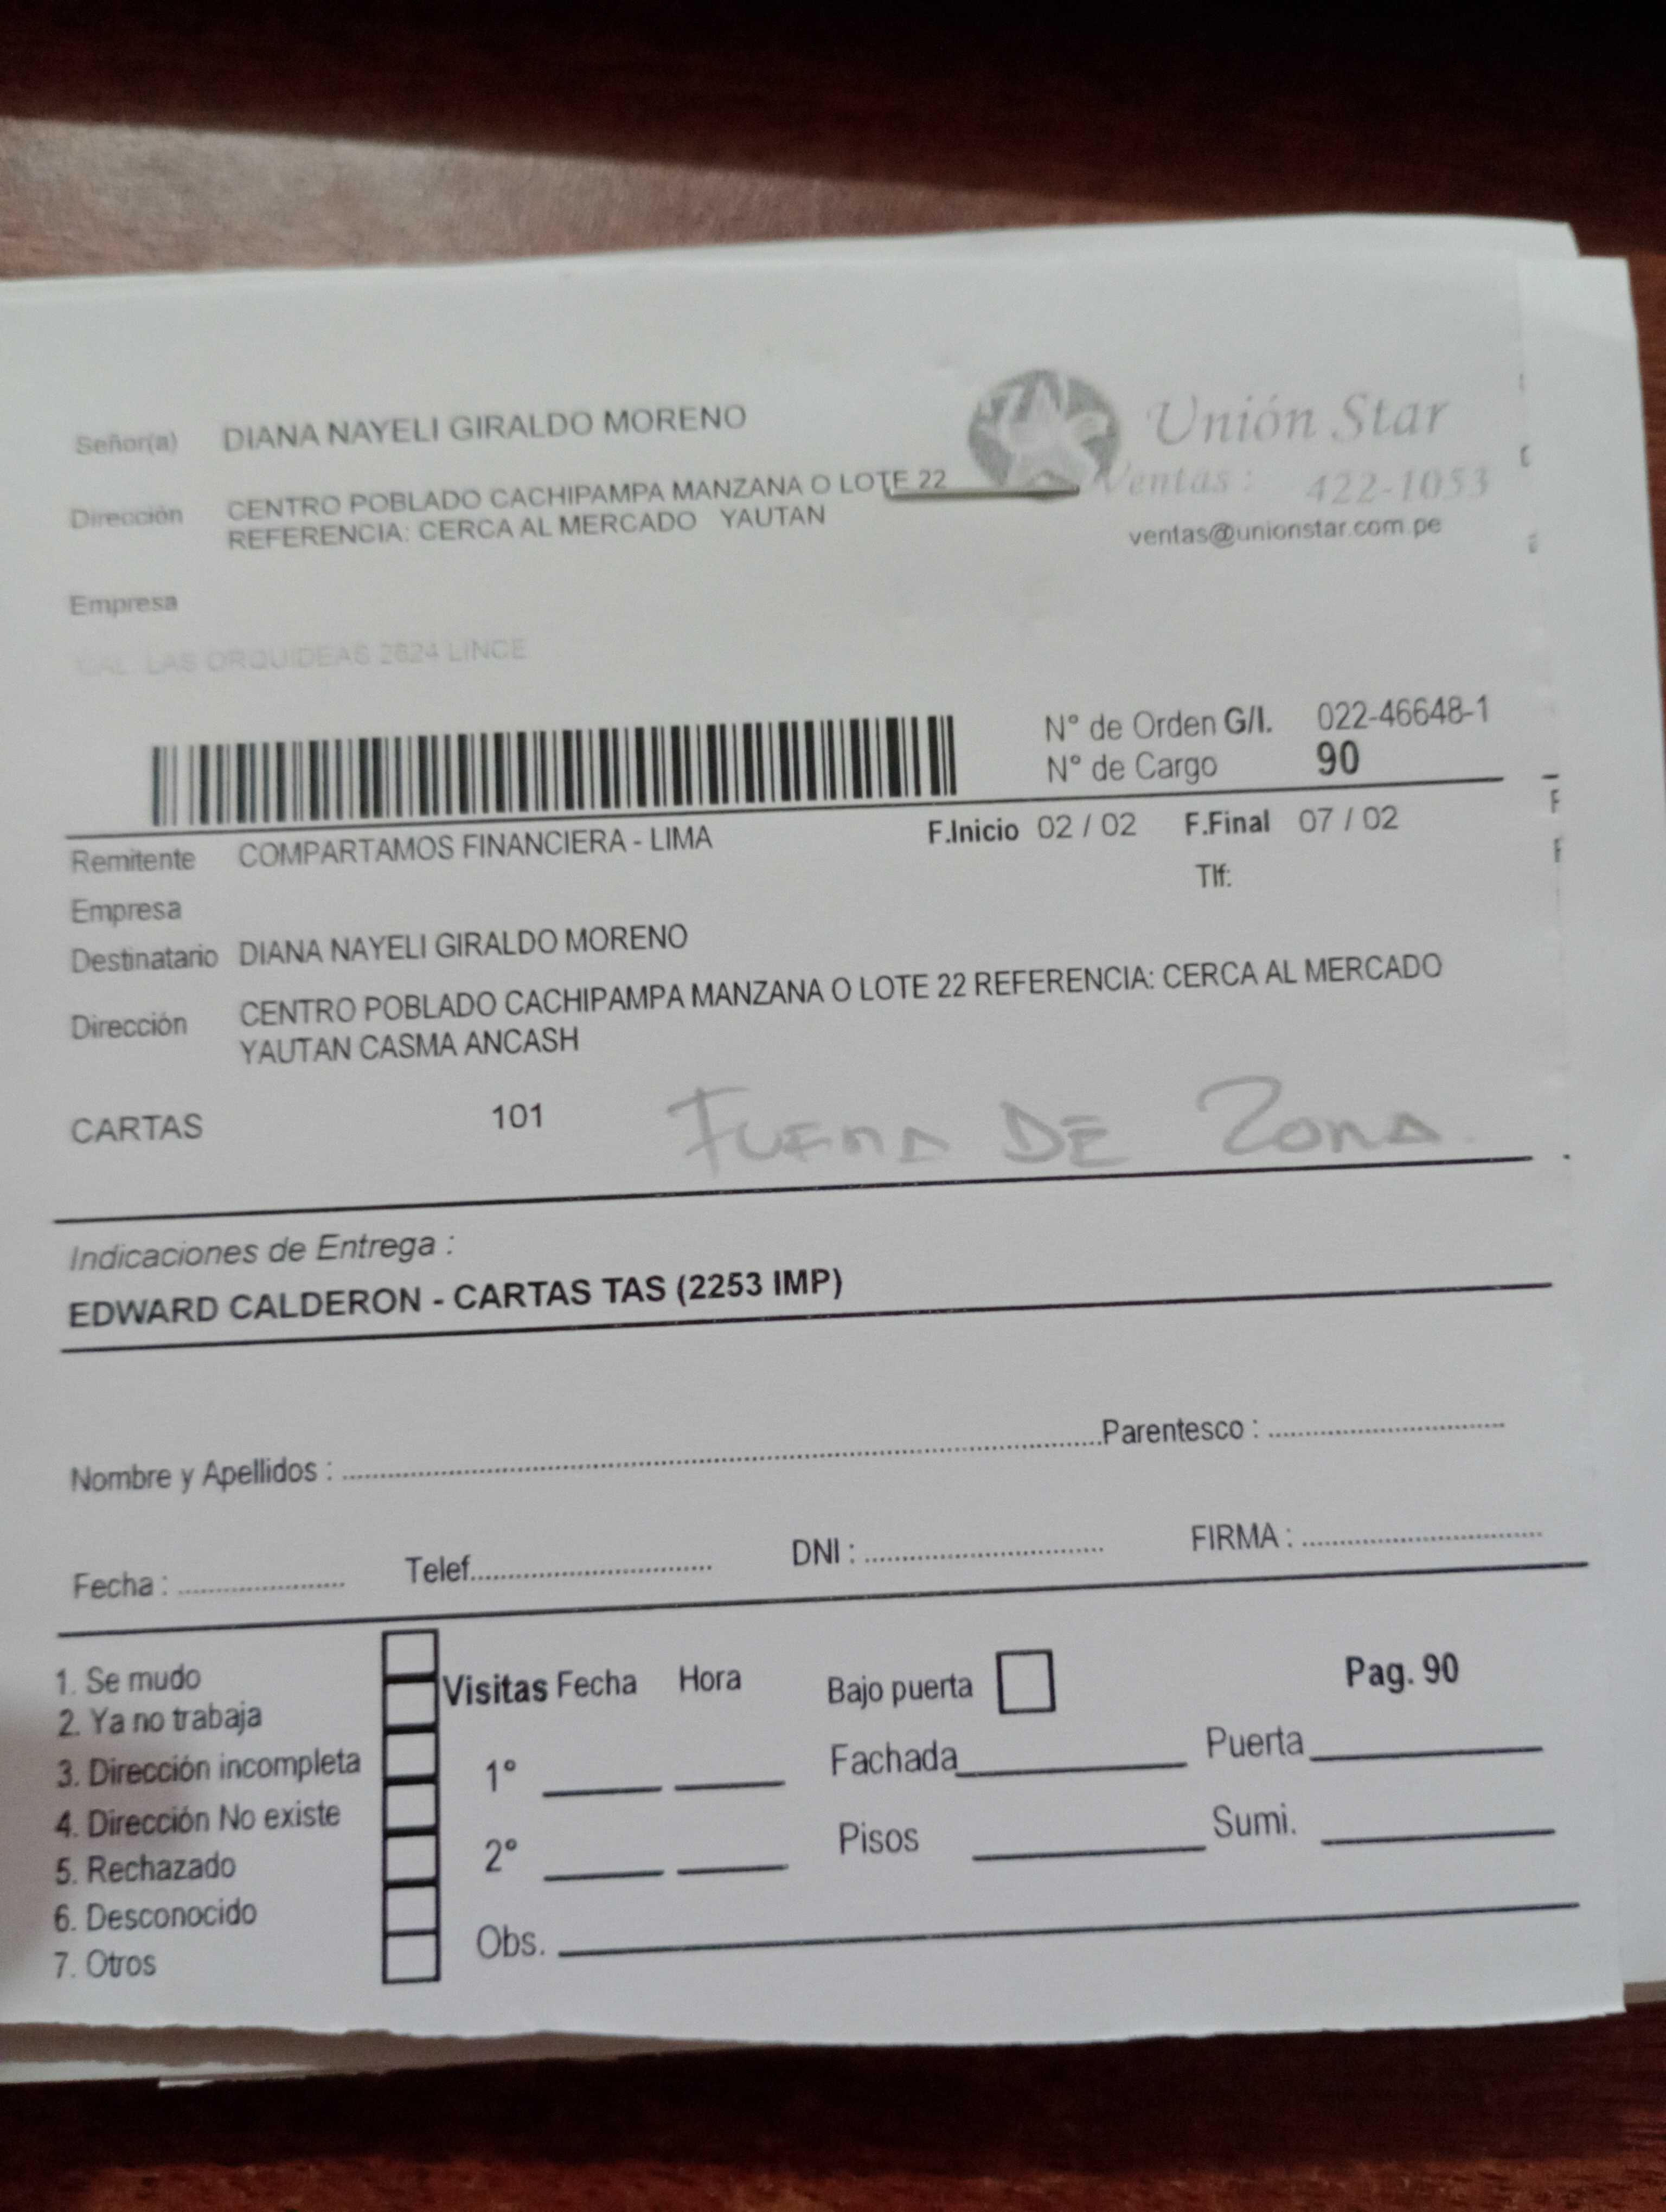 Señor(a) DIANA NAYELI GIRALDO MORENO
Unión Star
Ventas: 422-1053
ventas@unionstar.com.pe
Dirección CENTRO POBLADO CACHIPAMPA MANZANA O LOTE 22
REFERENCIA: CERCA AL MERCADO YAUTAN
Empresa
CAL. LAS ORQUIDEAS 2624 LINCE
N° de Orden G/I. 022-46648-1
N° de Cargo 90
Remitente COMPARTAMOS FINANCIERA - LIMA F.Inicio 02 / 02 F.Final 07 / 02
Tlf:
Empresa
Destinatario DIANA NAYELI GIRALDO MORENO
Dirección CENTRO POBLADO CACHIPAMPA MANZANA O LOTE 22 REFERENCIA: CERCA AL MERCADO
YAUTAN CASMA ANCASH
CARTAS 101 FUERA DE ZONA
Indicaciones de Entrega :
EDWARD CALDERON - CARTAS TAS (2253 IMP)
Nombre y Apellidos : Parentesco :
Fecha : Telef. DNI : FIRMA :
1. Se mudo
2. Ya no trabaja
3. Dirección incompleta
4. Dirección No existe
5. Rechazado
6. Desconocido
7. Otros
Visitas Fecha Hora
1°
2°
Obs.
Bajo puerta Pag. 90
Fachada Puerta
Pisos Sumi.